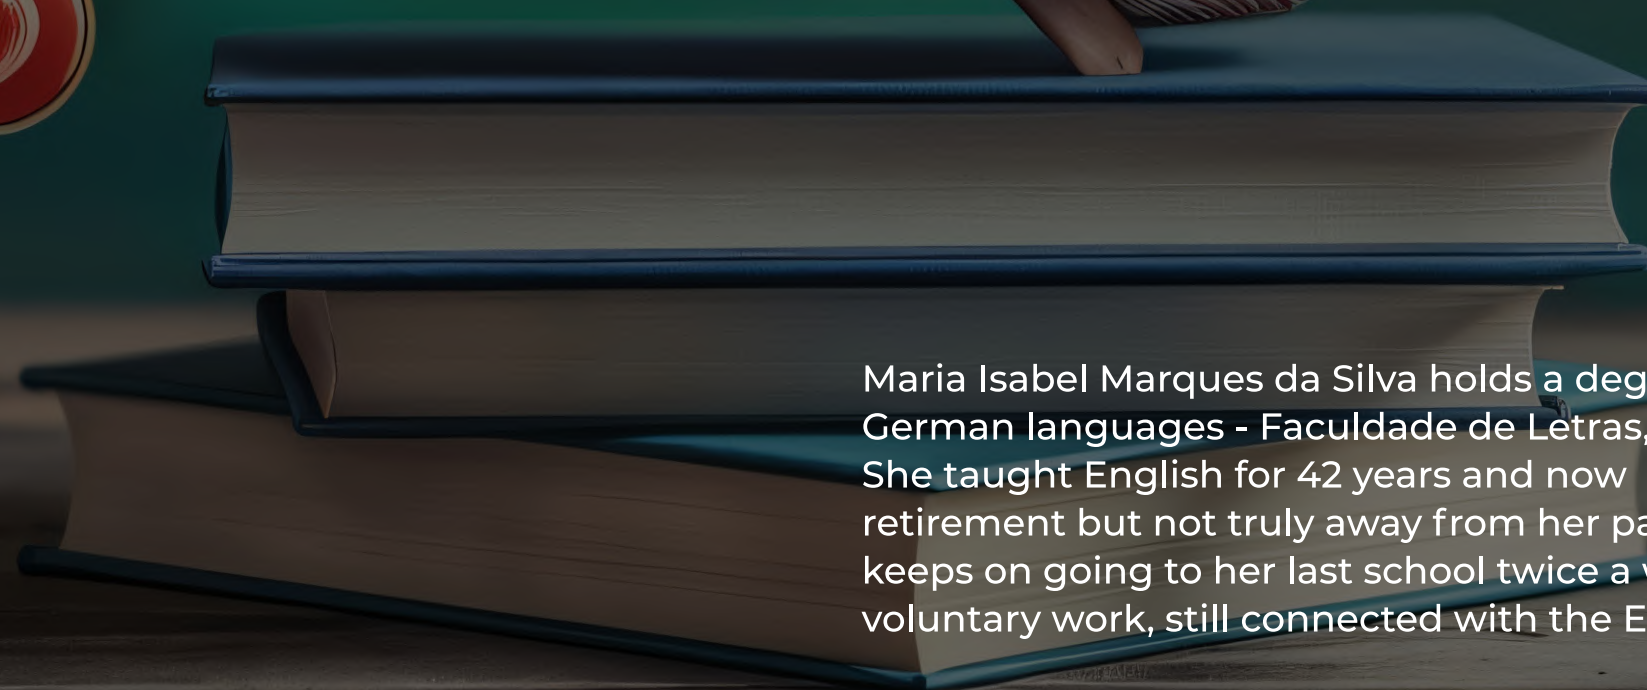 Maria Isabel Marques da Silva holds a deg
German languages - Faculdade de Letras,
She taught English for 42 years and now
retirement but not truly away from her pa
keeps on going to her last school twice a
voluntary work, still connected with the E